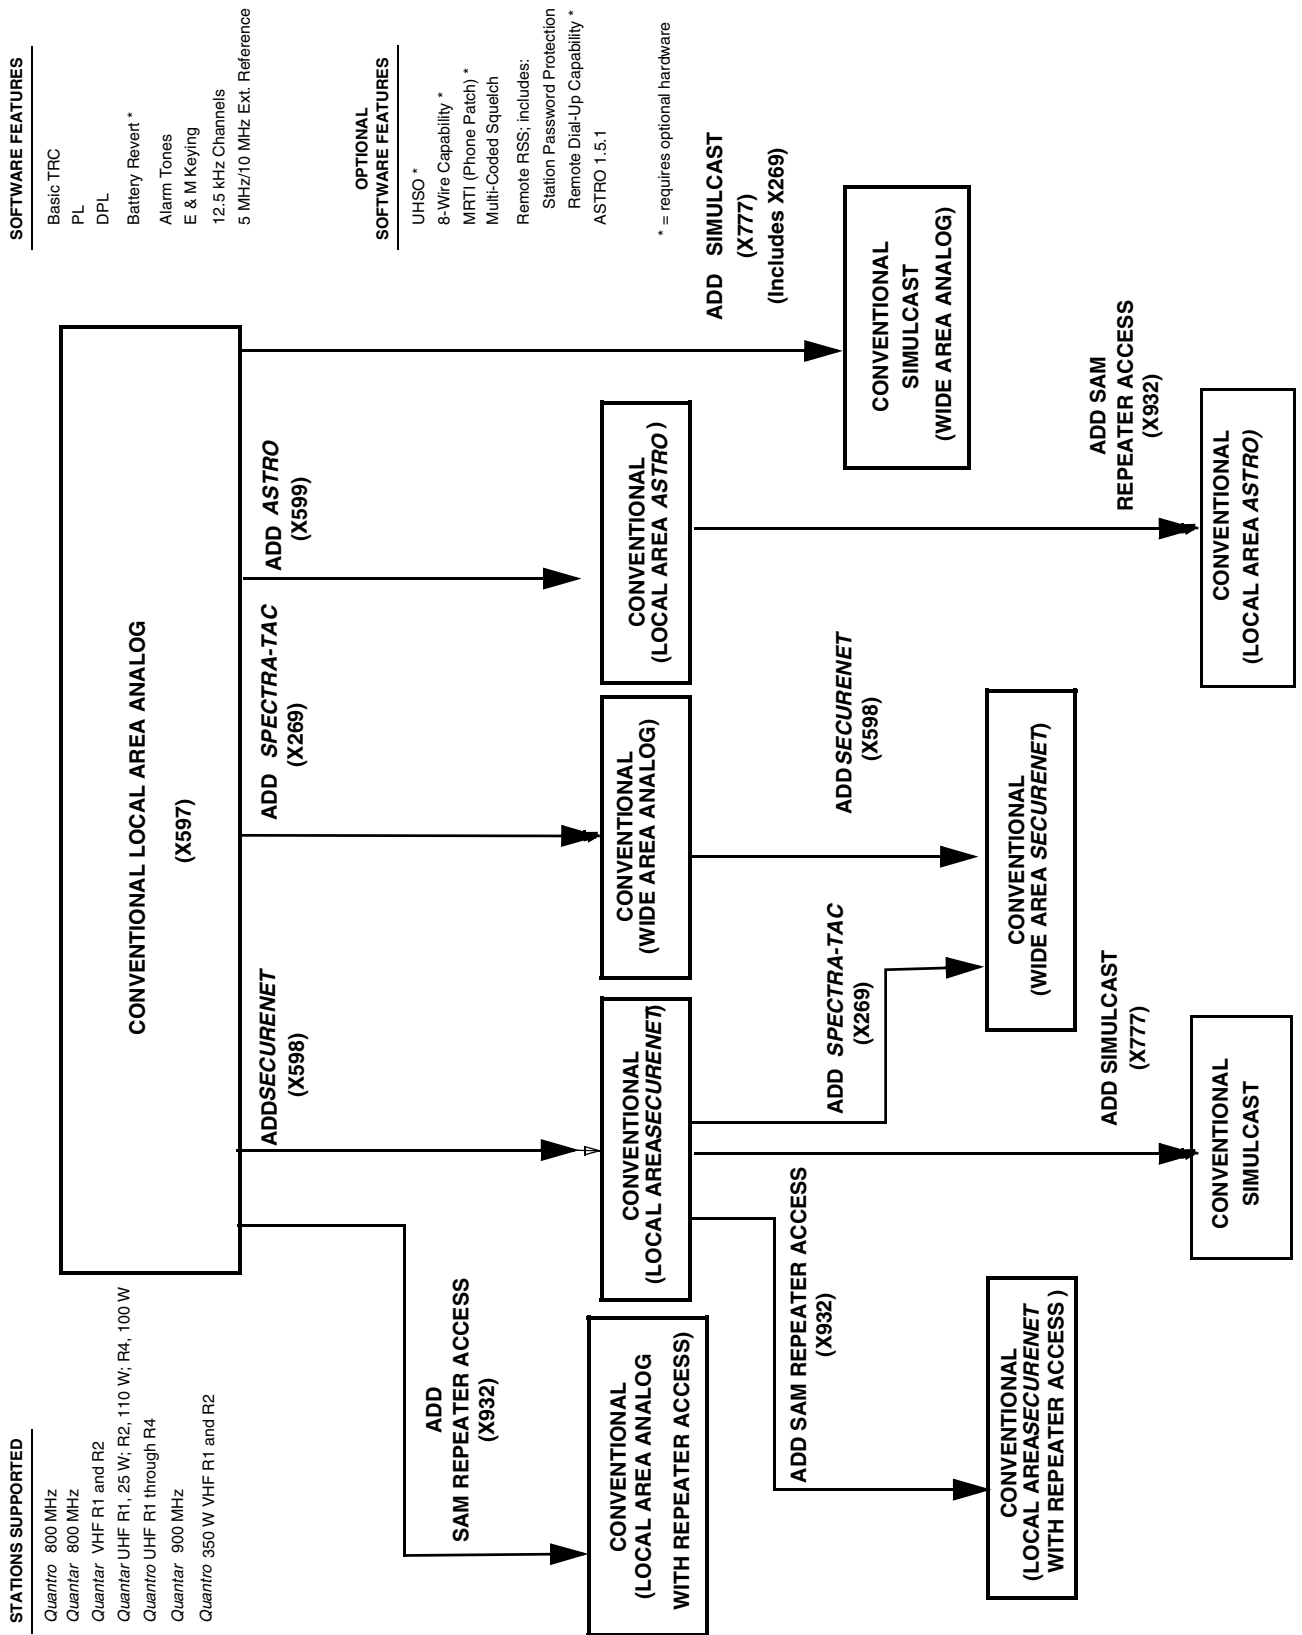 STATIONS SUPPORTED
Quantro 800 MHz
Quantar 800 MHz
Quantar VHF R1 and R2
Quantar UHF R1, 25 W; R2, 110 W; R4, 100 W
Quantro UHF R1 through R4
Quantar 900 MHz
Quantro 350 W VHF R1 and R2
CONVENTIONAL LOCAL AREA ANALOG
(X597)
SOFTWARE FEATURES
Basic TRC
PL
DPL
Battery Revert *
Alarm Tones
E & M Keying
12.5 kHz Channels
5 MHz/10 MHz Ext. Reference
OPTIONAL
SOFTWARE FEATURES
UHSO *
8-Wire Capability *
MRTI (Phone Patch) *
Multi-Coded Squelch
Remote RSS; includes:
Station Password Protection
Remote Dial-Up Capability *
ASTRO 1.5.1
* = requires optional hardware
ADD
SAM REPEATER ACCESS
(X932)
ADDSECURENET
(X598)
ADD SPECTRA-TAC
(X269)
ADD ASTRO
(X599)
ADD SIMULCAST
(X777)
(Includes X269)
CONVENTIONAL
(LOCAL AREA ANALOG
WITH REPEATER ACCESS)
CONVENTIONAL
(LOCAL AREASECURENET)
CONVENTIONAL
(WIDE AREA ANALOG)
CONVENTIONAL
(LOCAL AREA ASTRO )
CONVENTIONAL
SIMULCAST
(WIDE AREA ANALOG)
ADD SAM REPEATER ACCESS
(X932)
ADD SPECTRA-TAC
(X269)
ADDSECURENET
(X598)
CONVENTIONAL
(LOCAL AREASECURENET
WITH REPEATER ACCESS )
CONVENTIONAL
(WIDE AREA SECURENET)
ADD SIMULCAST
(X777)
ADD SAM
REPEATER ACCESS
(X932)
CONVENTIONAL
SIMULCAST
CONVENTIONAL
(LOCAL AREA ASTRO)